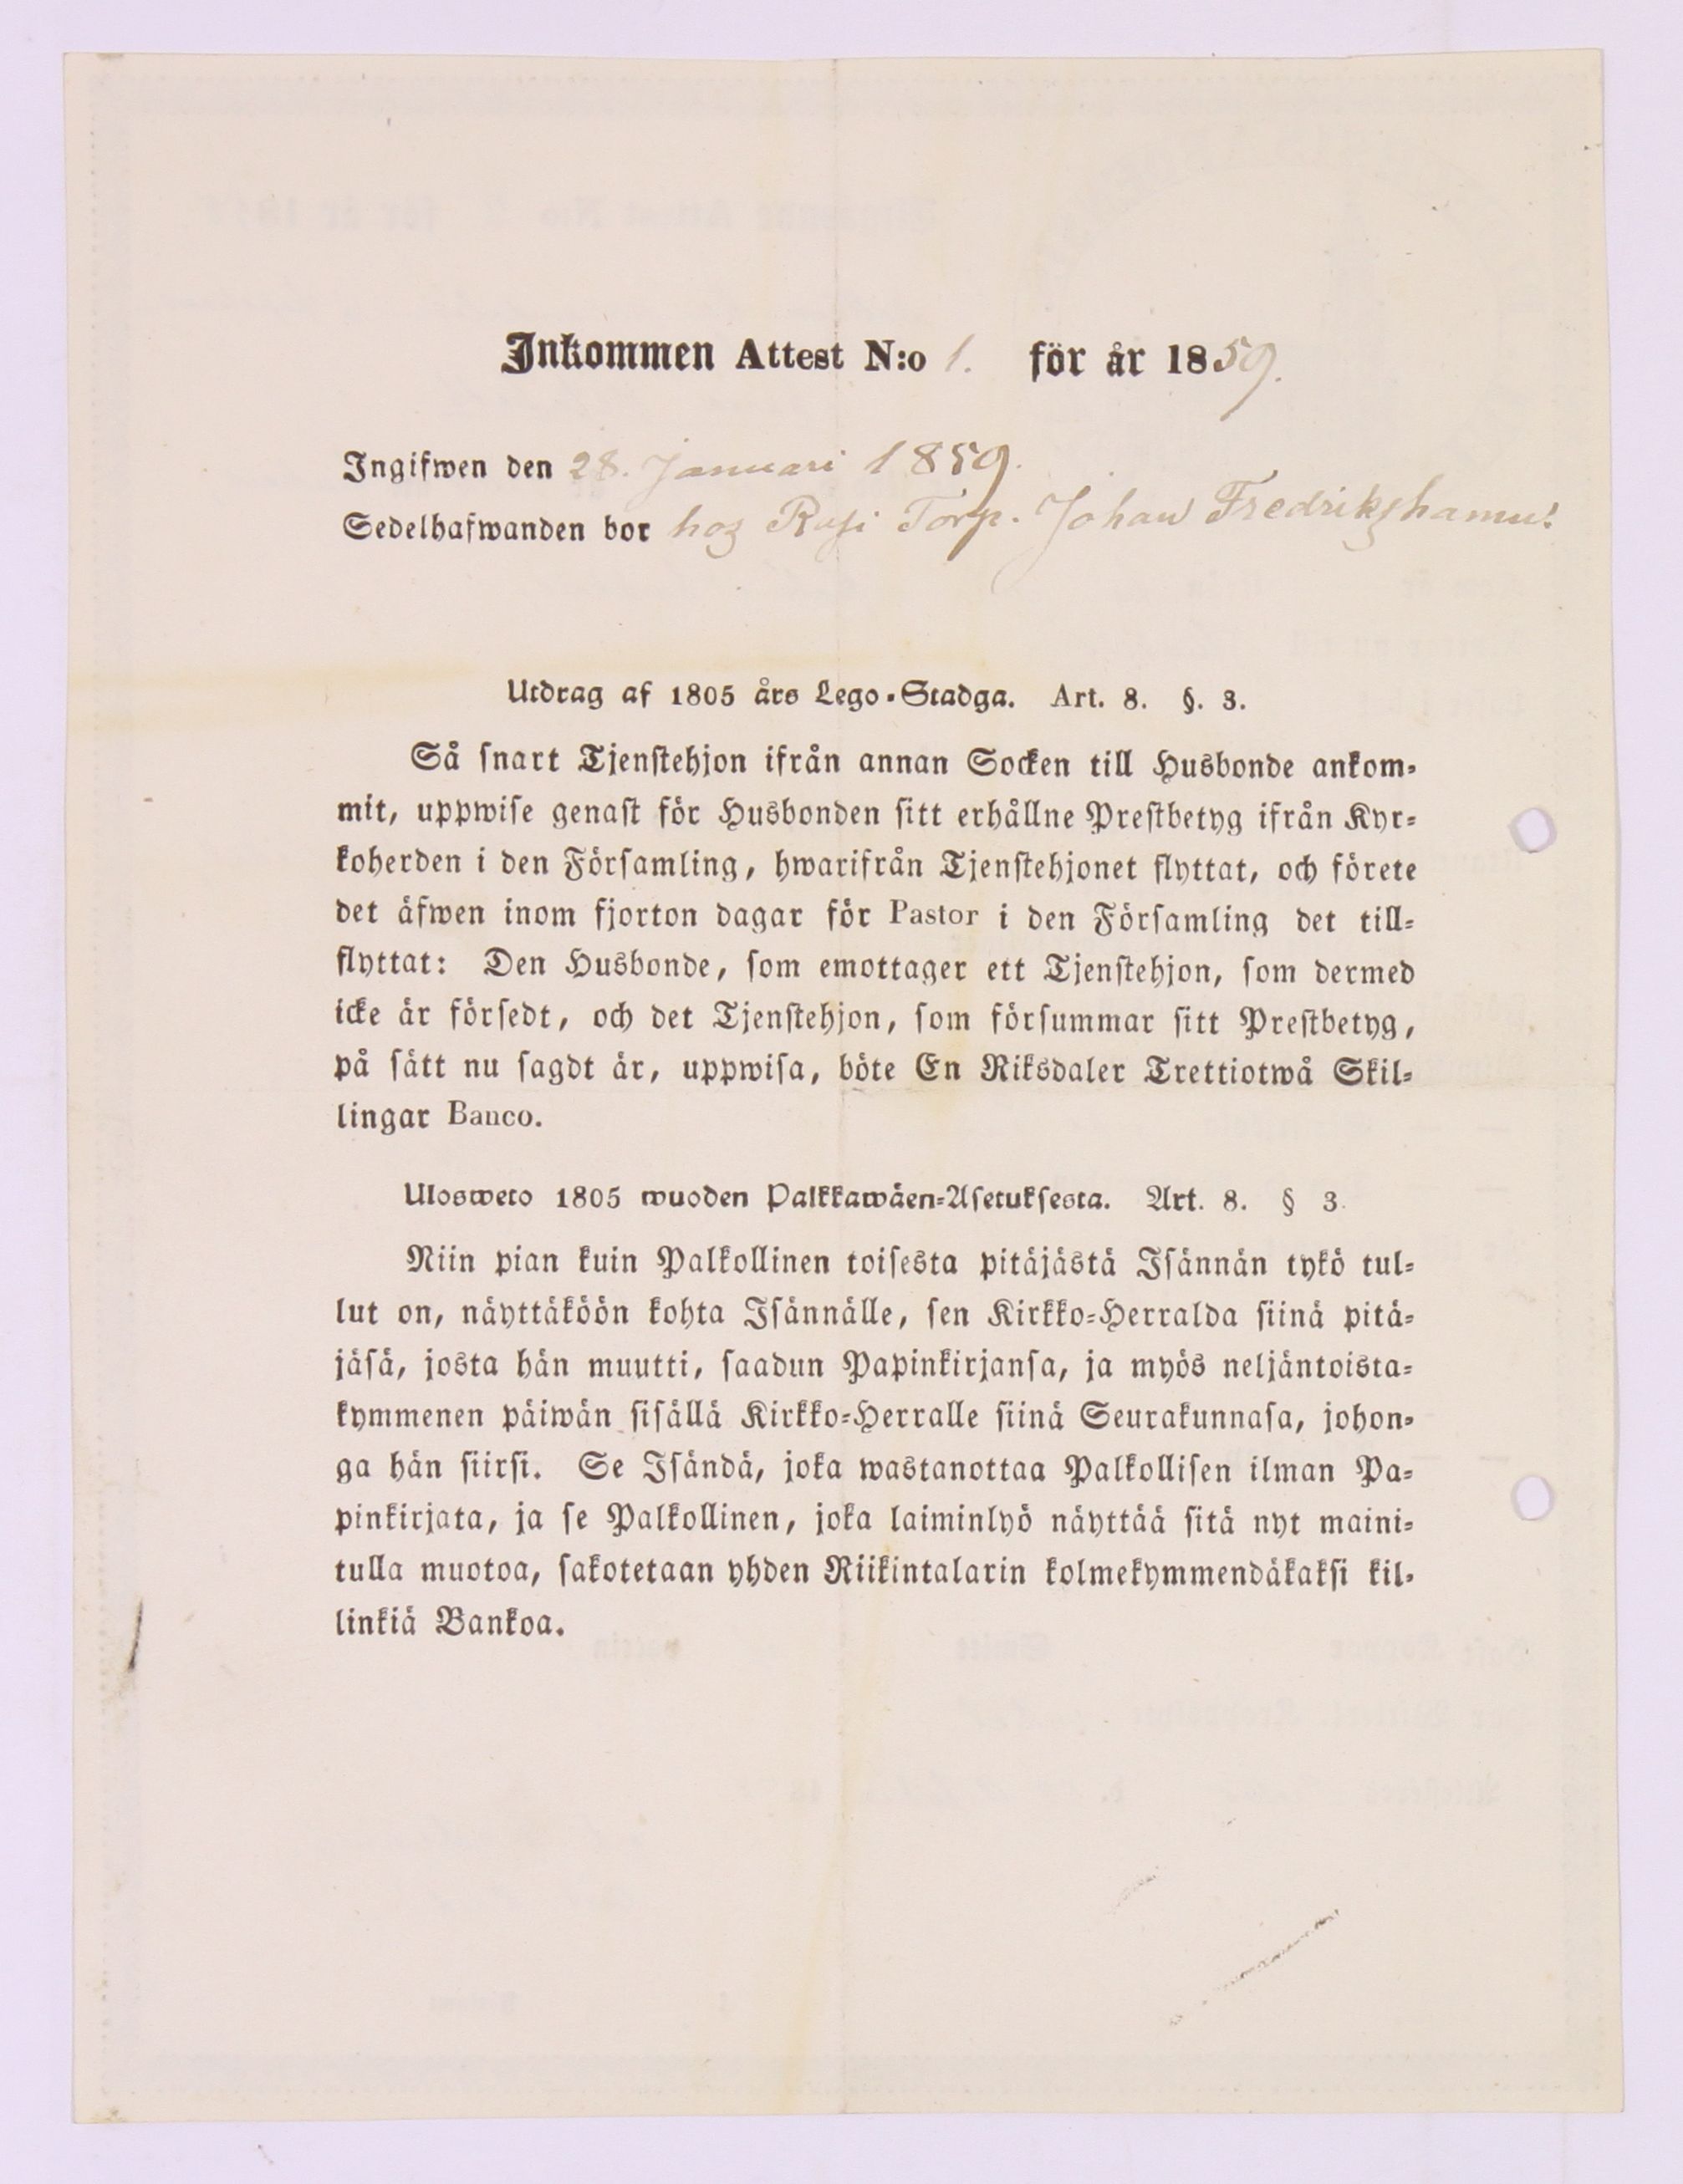 Inkommen Attest N:o 1. för år 1859.
Ingifwen den 28. Januari 1859.
Sedelhafwanden bor hos Torp. Johan
Utdrag af 1805 års Lego-Stadga. Art. 8. §. 3.
Så snart Tjenstehjon ifrån annan Socken till Husbonde ankom-
mit, uppwise genast för Husbonden sitt erhållne Prestbetyg ifrån Kyr-
koherden i den Församling, hwarifrån Tjenstehjonet flyttat, och förete
det äfwen inom fjorton dagar för Pastor i den Församling det till-
flyttat: Den Husbonde, som emottager ett Tjenstehjon, som dermed
icke är försedt, och det Tjenstehjon, som försummar sitt Prestbetyg,
på sätt nu sagdt är, uppwisa, böte En Riksdaler Trettiotwå Skil-
lingar Banco.
Ulosweto 1805 wuoden Palkkawäen-Asetuksesta. Art. 8. § 3.
Niin pian kuin Palkollinen toisesta pitäjästä Isännän tykö tul-
lut on, näyttäköön kohta Isännälle, sen Kirkko-Herralda siinä pitä-
jäsä, josta hän muutti, saadun Papinkirjansa, ja myös neljäntoista-
kymmenen päiwän sisällä Kirkko-Herralle siinä Seurakunnasa, johon-
ga hän siirsi. Se Isändä, joka wastanottaa Palkollisen ilman Pa-
pinkirjata, ja se Palkollinen, joka laiminlyö näyttää sitä nyt maini-
tulla muotoa, sakotetaan yhden Riikintalarin kolmekymmendäkaksi kil-
linkiä Bankoa.